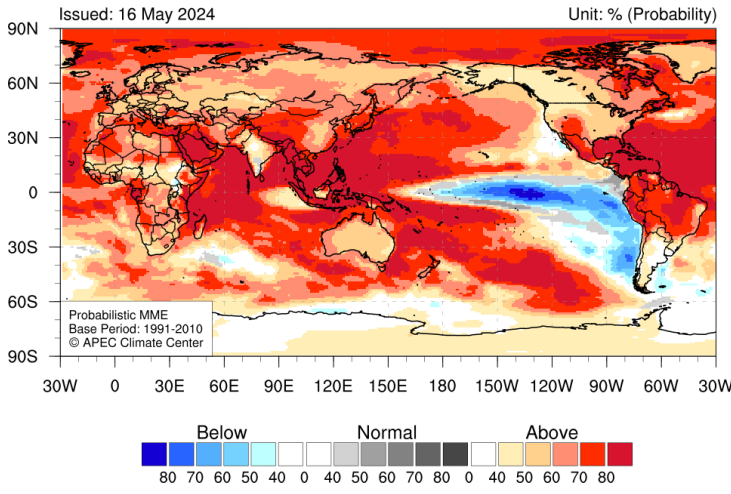 Issued: 16 May 2024 Unit: % (Probability)
90N
60N
30N
0
30S
60S
90S
Probabilistic MME
Base Period: 1991-2010
© APEC Climate Center
30W 0 30E 60E 90E 120E 150E 180 150W 120W 90W 60W 30W
Below Normal Above
80 70 60 50 40 0 40 50 60 70 80 0 40 50 60 70 80